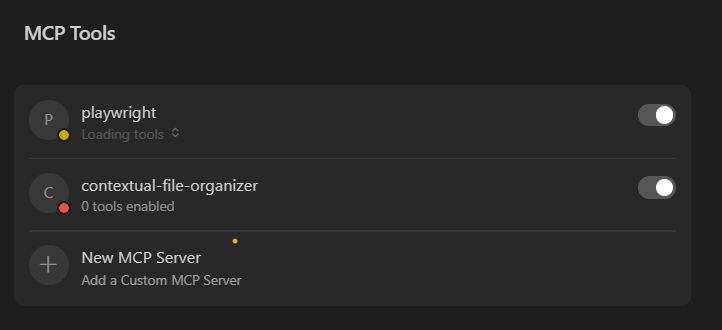 MCP Tools
P
playwright
Loading tools
C
contextual-file-organizer
0 tools enabled
New MCP Server
Add a Custom MCP Server